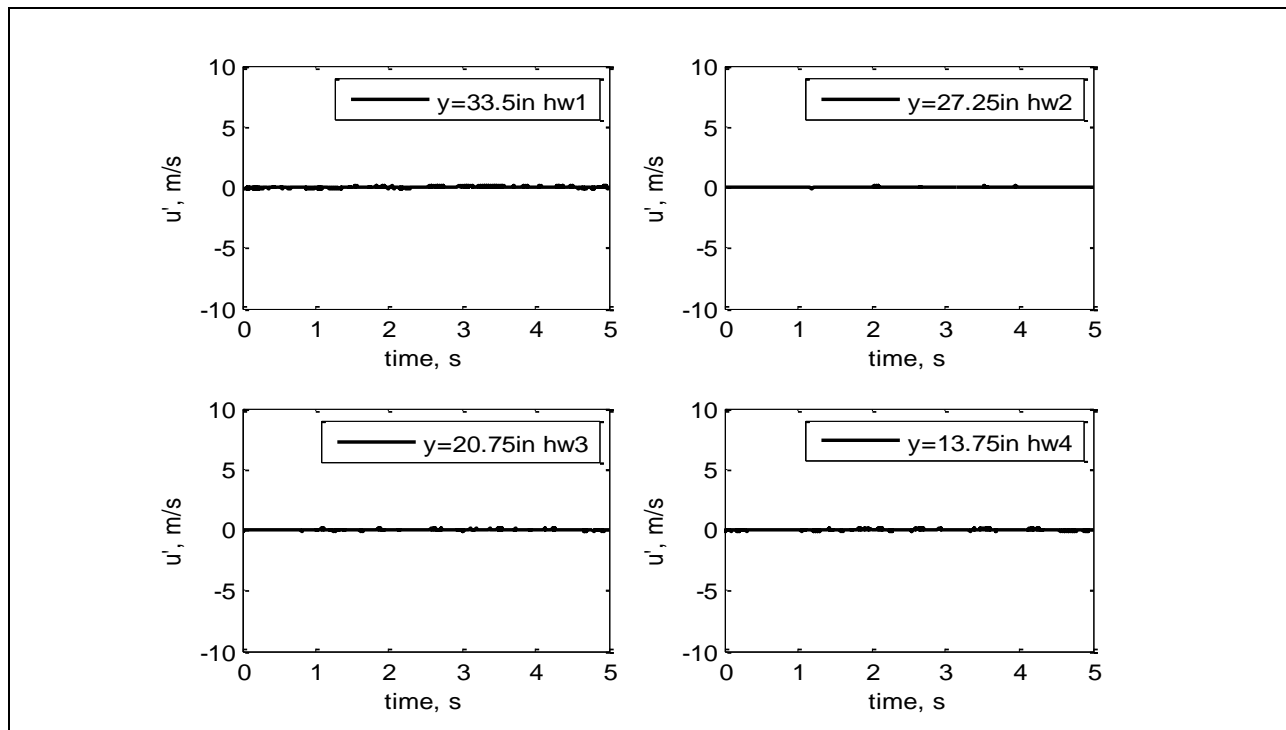 10
5
0
-5
-10
u', m/s
y=33.5in hw1
0 1 2 3 4 5
time, s
10
5
0
-5
-10
u', m/s
y=27.25in hw2
0 1 2 3 4 5
time, s
10
5
0
-5
-10
u', m/s
y=20.75in hw3
0 1 2 3 4 5
time, s
10
5
0
-5
-10
u', m/s
y=13.75in hw4
0 1 2 3 4 5
time, s